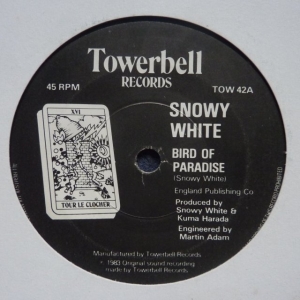 Towerbell
RECORDS
45 RPM
TOW 42A
SNOWY
WHITE
BIRD OF
PARADISE
(Snowy White)
England Publishing Co.
Produced by
Snowy White &
Kuma Harada
Engineered by
Martin Adam
XVI
TOUR LE CLOCHER
Manufactured by Towerbell Records
1983 Original sound recording
made by Towerbell Records